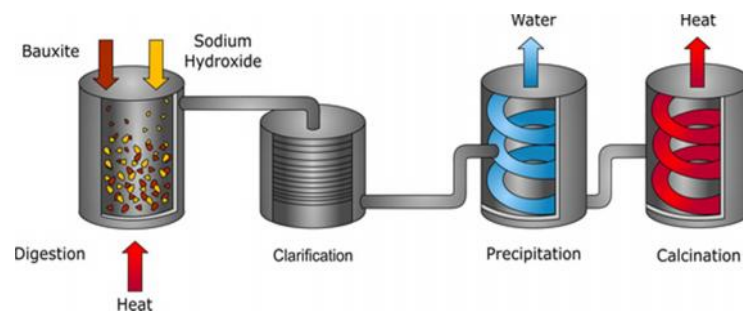 Water
Heat
Bauxite
Sodium
Hydroxide
Digestion
Clarification
Precipitation
Calcination
Heat